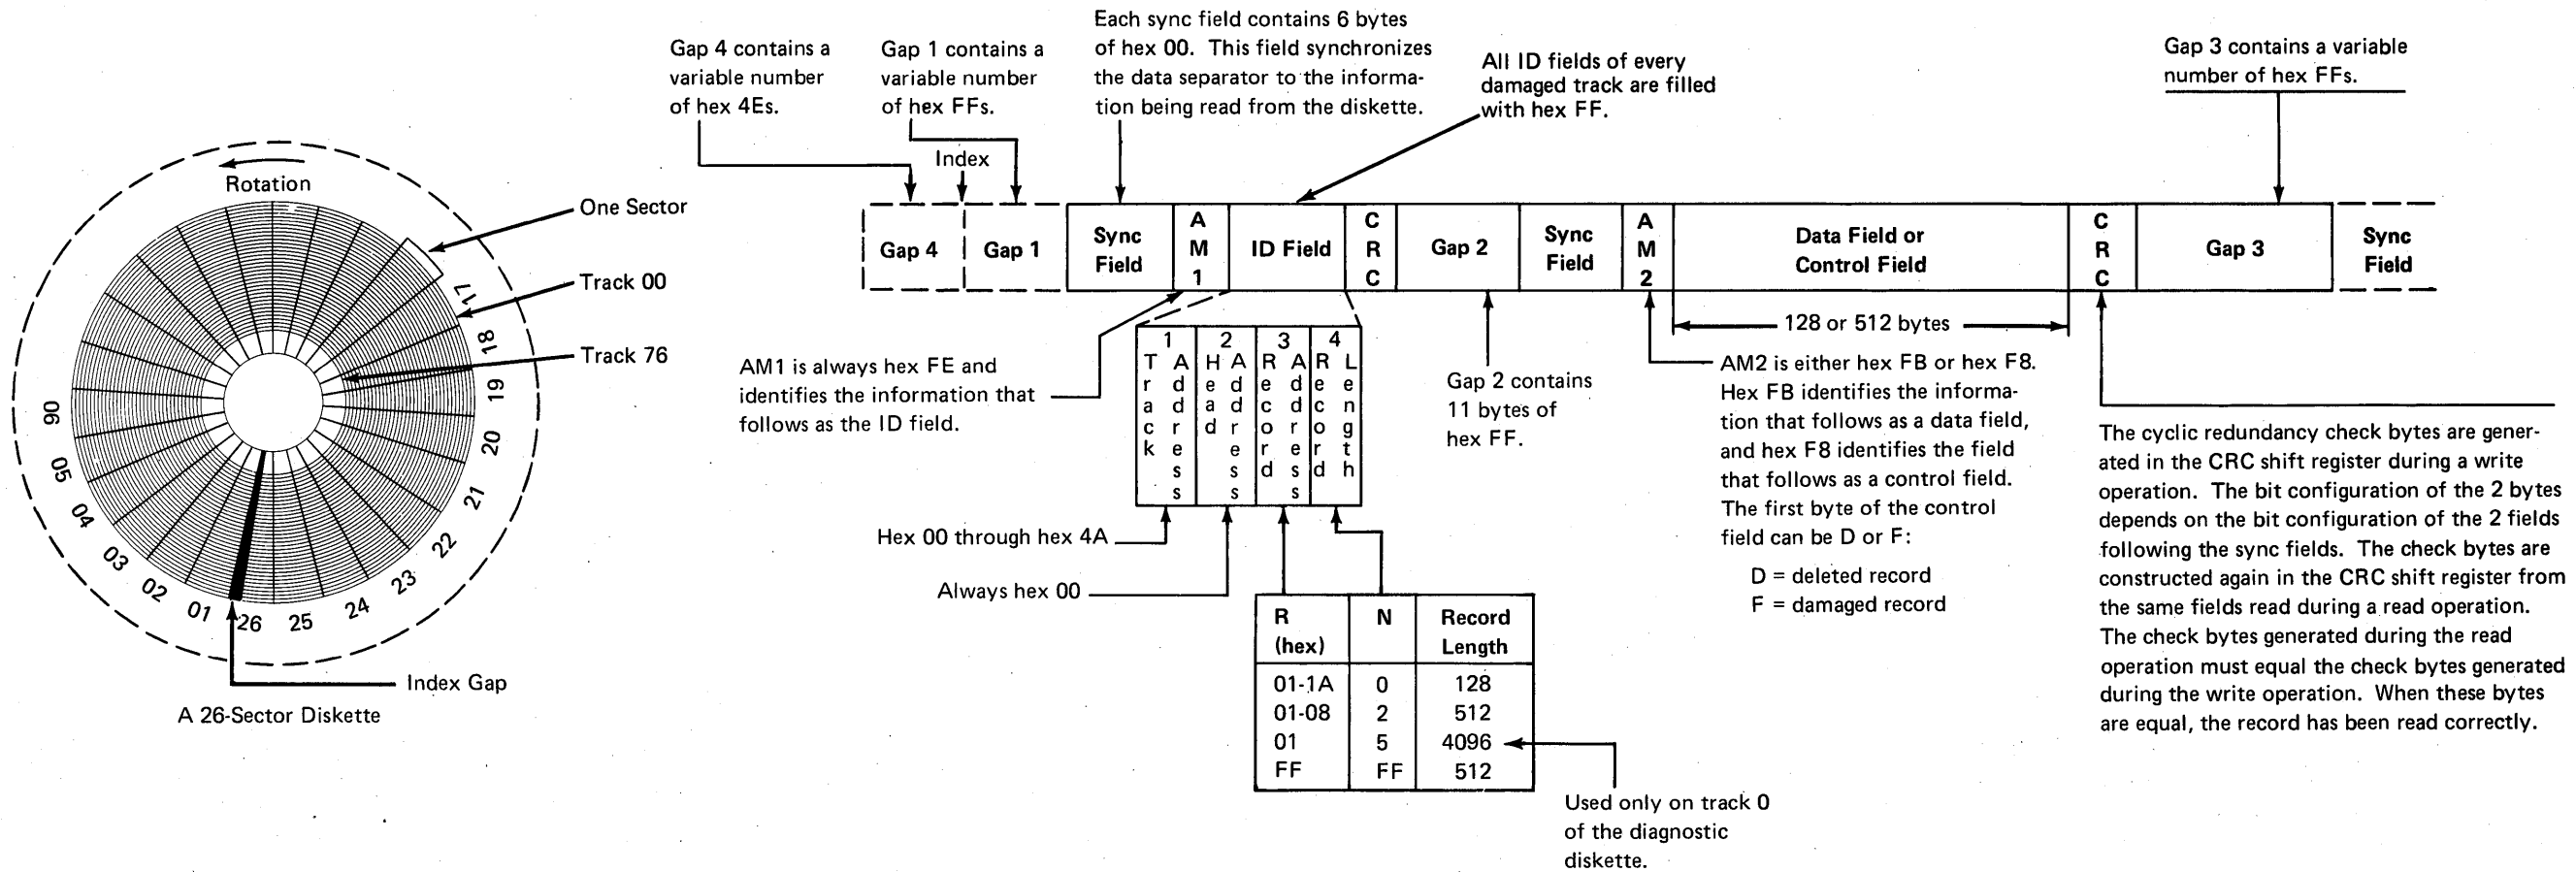 Rotation
One Sector
Track 00
Track 76
17
18
19
20
21
22
23
24
25
26
01
02
03
04
05
06
Index Gap
A 26-Sector Diskette
Gap 4 contains a
variable number
of hex 4Es.
Gap 1 contains a
variable number
of hex FFs.
Index
Each sync field contains 6 bytes
of hex 00. This field synchronizes
the data separator to the informa-
tion being read from the diskette.
All ID fields of every
damaged track are filled
with hex FF.
Gap 3 contains a variable
number of hex FFs.
Gap 4
Gap 1
Sync
Field
AM1
ID Field
CRC
Gap 2
Sync
Field
AM2
Data Field or
Control Field
CRC
Gap 3
Sync
Field
128 or 512 bytes
AM1 is always hex FE and
identifies the information that
follows as the ID field.
1
Track Address
2
Head Address
3
Record Address
4
Record Length
Hex 00 through hex 4A
Always hex 00
Gap 2 contains
11 bytes of
hex FF.
AM2 is either hex FB or hex F8.
Hex FB identifies the informa-
tion that follows as a data field,
and hex F8 identifies the field
that follows as a control field.
The first byte of the control
field can be D or F:
D = deleted record
F = damaged record
The cyclic redundancy check bytes are gener-
ated in the CRC shift register during a write
operation. The bit configuration of the 2 bytes
depends on the bit configuration of the 2 fields
following the sync fields. The check bytes are
constructed again in the CRC shift register from
the same fields read during a read operation.
The check bytes generated during the read
operation must equal the check bytes generated
during the write operation. When these bytes
are equal, the record has been read correctly.
R (hex) N Record Length
01-1A 0 128
01-08 2 512
01 5 4096
FF FF 512
Used only on track 0
of the diagnostic
diskette.